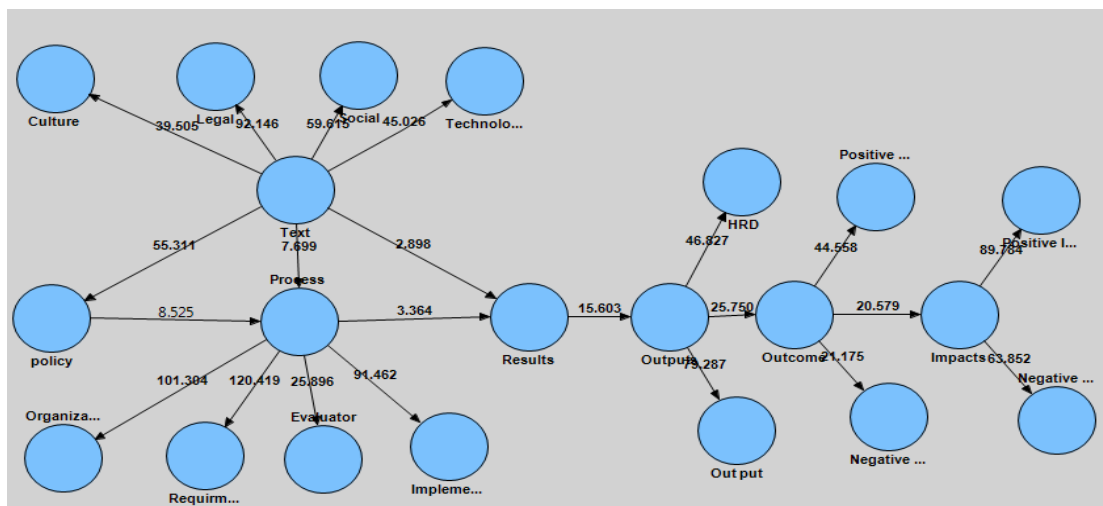 Culture
Legal
Social
Technolo...
39.505
92.146
59.615
45.026
Text
7.699
55.311
2.898
Process
policy
8.525
3.364
Results
15.603
Outputs
46.827
HRD
25.750
79.287
Out put
Outcome
44.558
Positive ...
20.579
21.175
Negative ...
Impacts
89.784
Positive I...
63.852
Negative ...
101.304
120.419
25.896
91.462
Organiza...
Requirm...
Evaluator
Impleme...